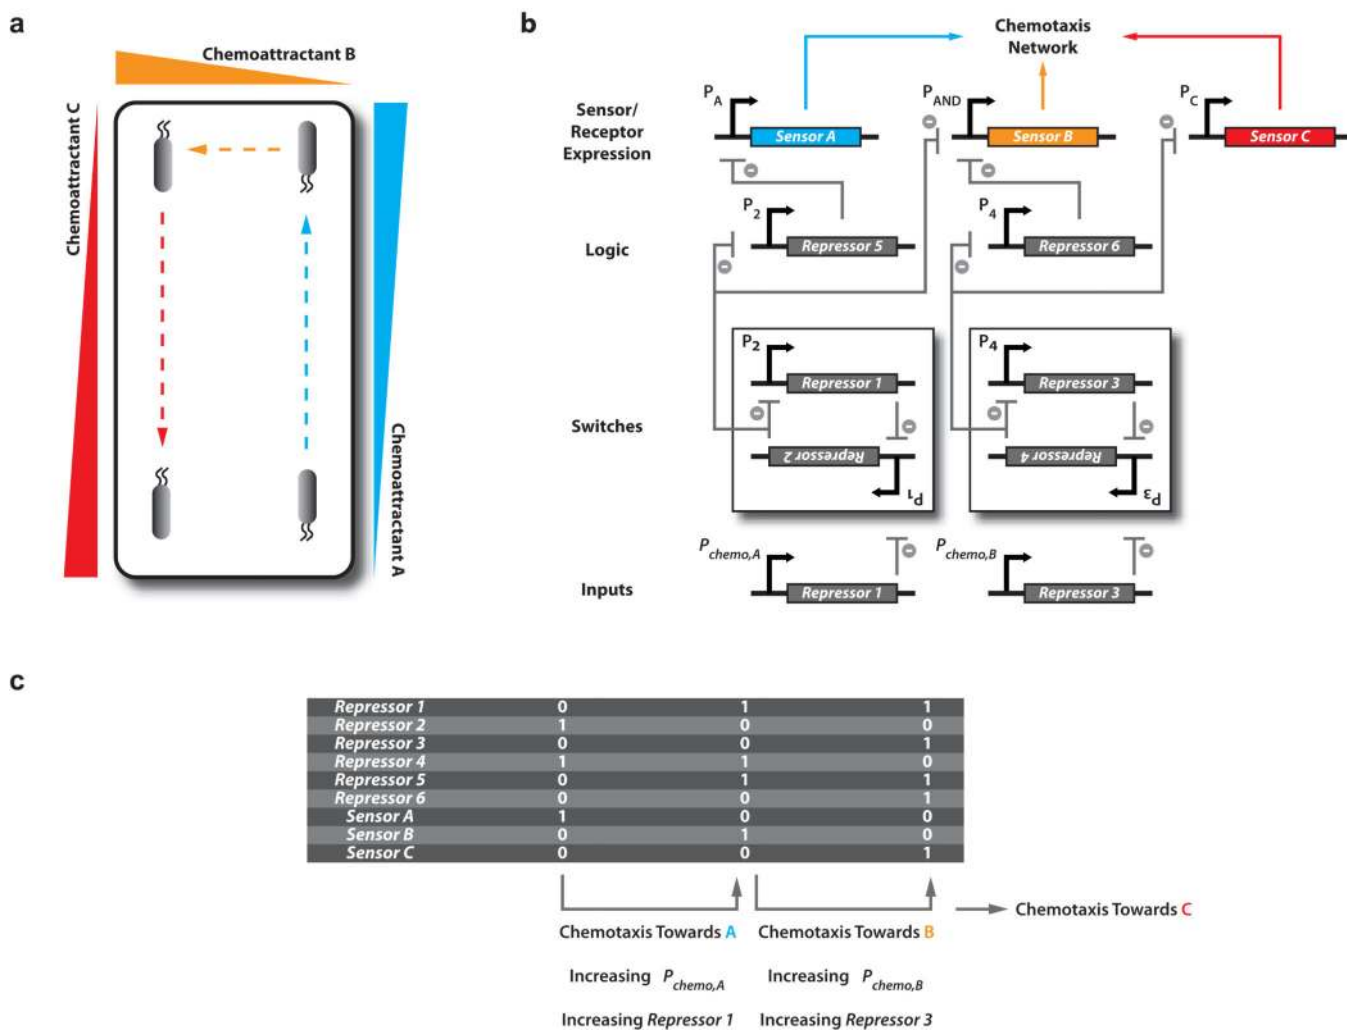 a
Chemoattractant B
Chemoattractant C
Chemoattractant A
b
Chemotaxis
Network
Sensor/
Receptor
Expression
P_A
Sensor A
P_AND
Sensor B
P_C
Sensor C
Logic
P_2
Repressor 5
P_4
Repressor 6
Switches
P_2
Repressor 1
Repressor 2
P_1
P_4
Repressor 3
Repressor 4
P_3
Inputs
P_chemo,A
Repressor 1
P_chemo,B
Repressor 3
c
Repressor 1 0 1 1
Repressor 2 1 0 0
Repressor 3 0 0 1
Repressor 4 1 1 0
Repressor 5 0 1 1
Repressor 6 0 0 1
Sensor A 1 0 0
Sensor B 0 1 0
Sensor C 0 0 1
Chemotaxis Towards A
Chemotaxis Towards B
Chemotaxis Towards C
Increasing P_chemo,A
Increasing P_chemo,B
Increasing Repressor 1
Increasing Repressor 3